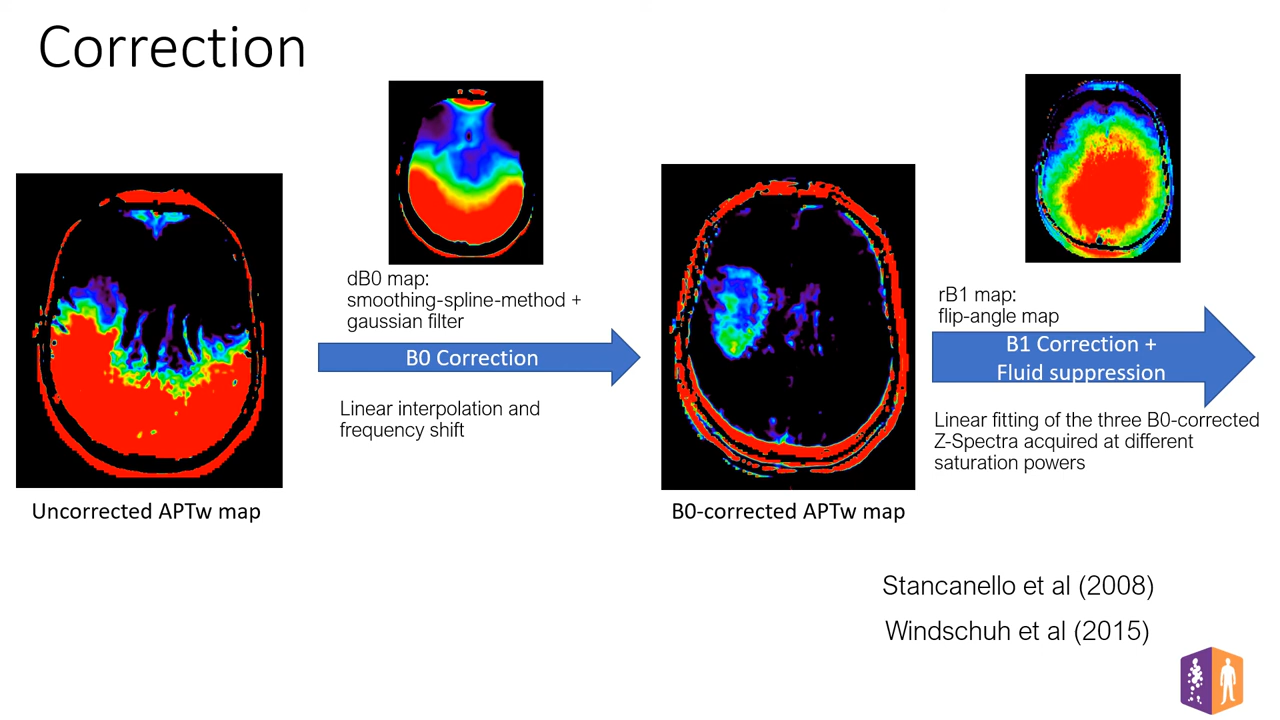 Correction
dB0 map:
smoothing-spline-method +
gaussian filter
B0 Correction
Linear interpolation and
frequency shift
Uncorrected APTw map
B0-corrected APTw map
rB1 map:
flip-angle map
B1 Correction +
Fluid suppression
Linear fitting of the three B0-corrected
Z-Spectra acquired at different
saturation powers
Stancanello et al (2008)
Windschuh et al (2015)